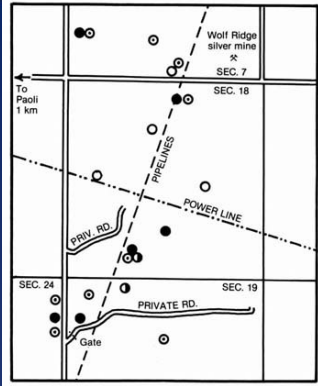 Wolf Ridge
silver mine
SEC. 7
To
Paoli
1 km
SEC. 18
PIPELINES
POWER LINE
PRIV. RD.
SEC. 24
SEC. 19
PRIVATE RD.
Gate